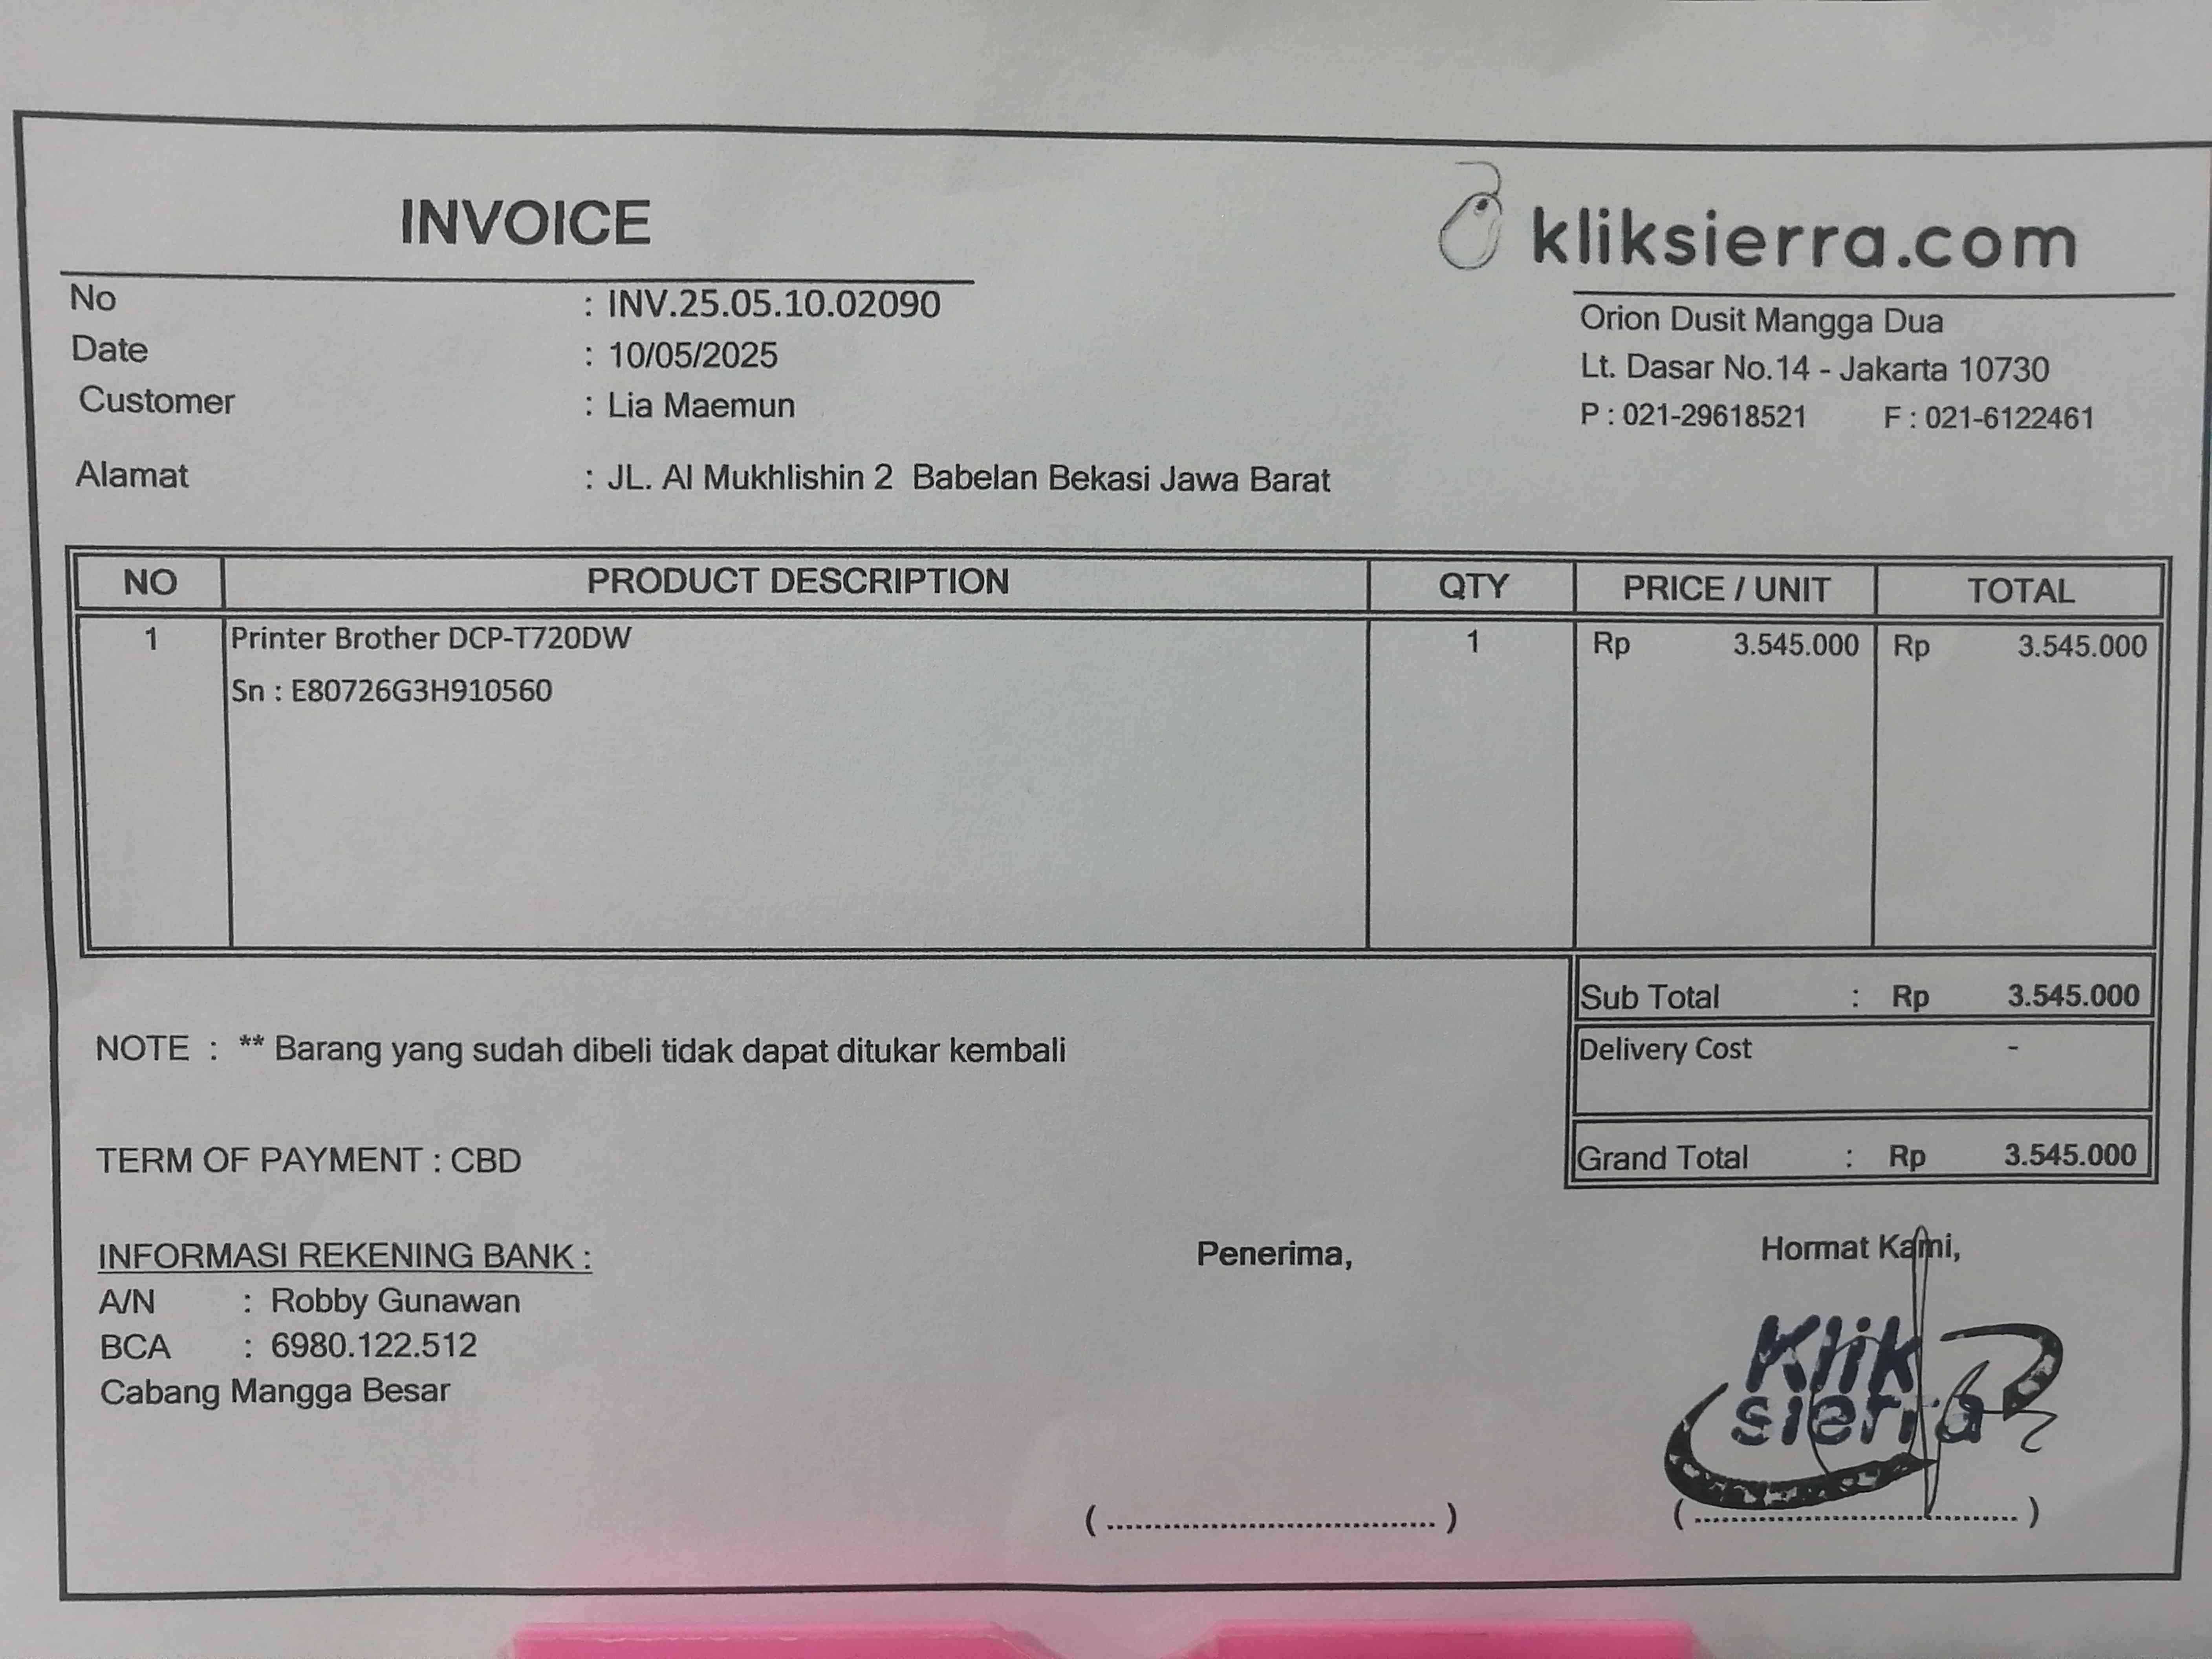 INVOICE
kliksierra.com
No : INV.25.05.10.02090
Date : 10/05/2025
Customer : Lia Maemun
Alamat : JL. Al Mukhlishin 2 Babelan Bekasi Jawa Barat
Orion Dusit Mangga Dua
Lt. Dasar No.14 - Jakarta 10730
P : 021-29618521 F : 021-6122461
NO PRODUCT DESCRIPTION QTY PRICE / UNIT TOTAL
1 Printer Brother DCP-T720DW 1 Rp 3.545.000 Rp 3.545.000
Sn : E80726G3H910560
Sub Total : Rp 3.545.000
Delivery Cost -
Grand Total : Rp 3.545.000
NOTE : ** Barang yang sudah dibeli tidak dapat ditukar kembali
TERM OF PAYMENT : CBD
INFORMASI REKENING BANK :
A/N : Robby Gunawan
BCA : 6980.122.512
Cabang Mangga Besar
Penerima,
( .................................. )
Hormat Kami,
Klik
sierra
( .................................. )